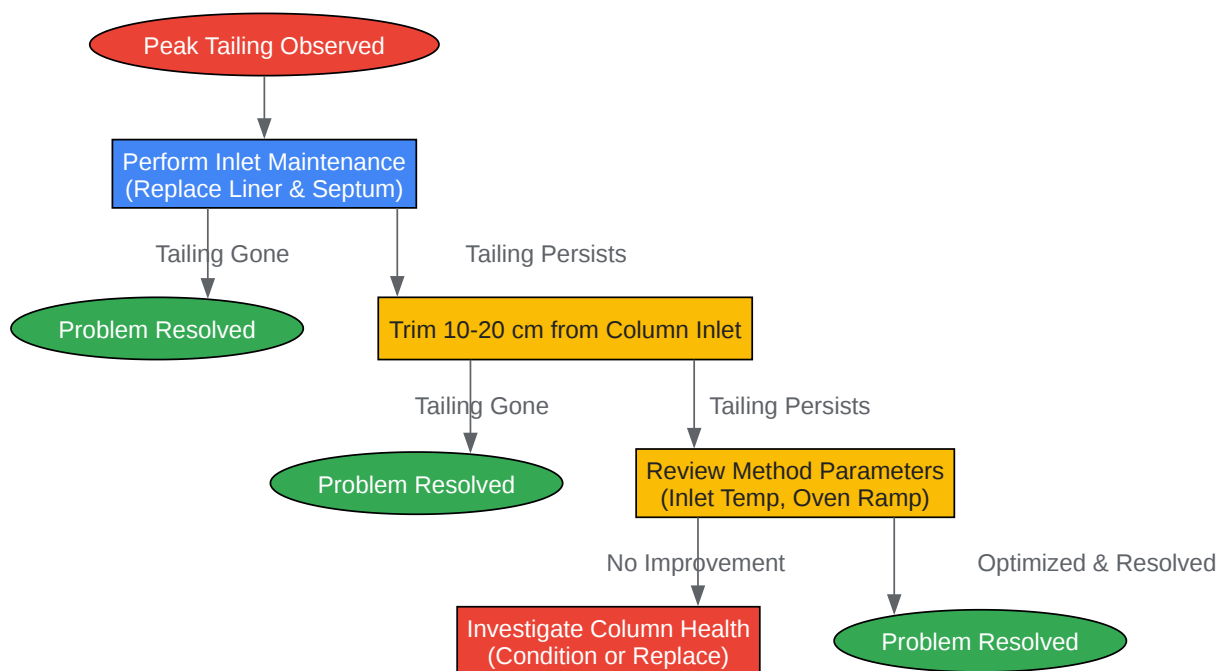 Peak Tailing Observed
Perform Inlet Maintenance
(Replace Liner & Septum)
Tailing Gone
Tailing Persists
Problem Resolved
Trim 10-20 cm from Column Inlet
Tailing Gone
Tailing Persists
Problem Resolved
Review Method Parameters
(Inlet Temp, Oven Ramp)
No Improvement
Optimized & Resolved
Investigate Column Health
(Condition or Replace)
Problem Resolved